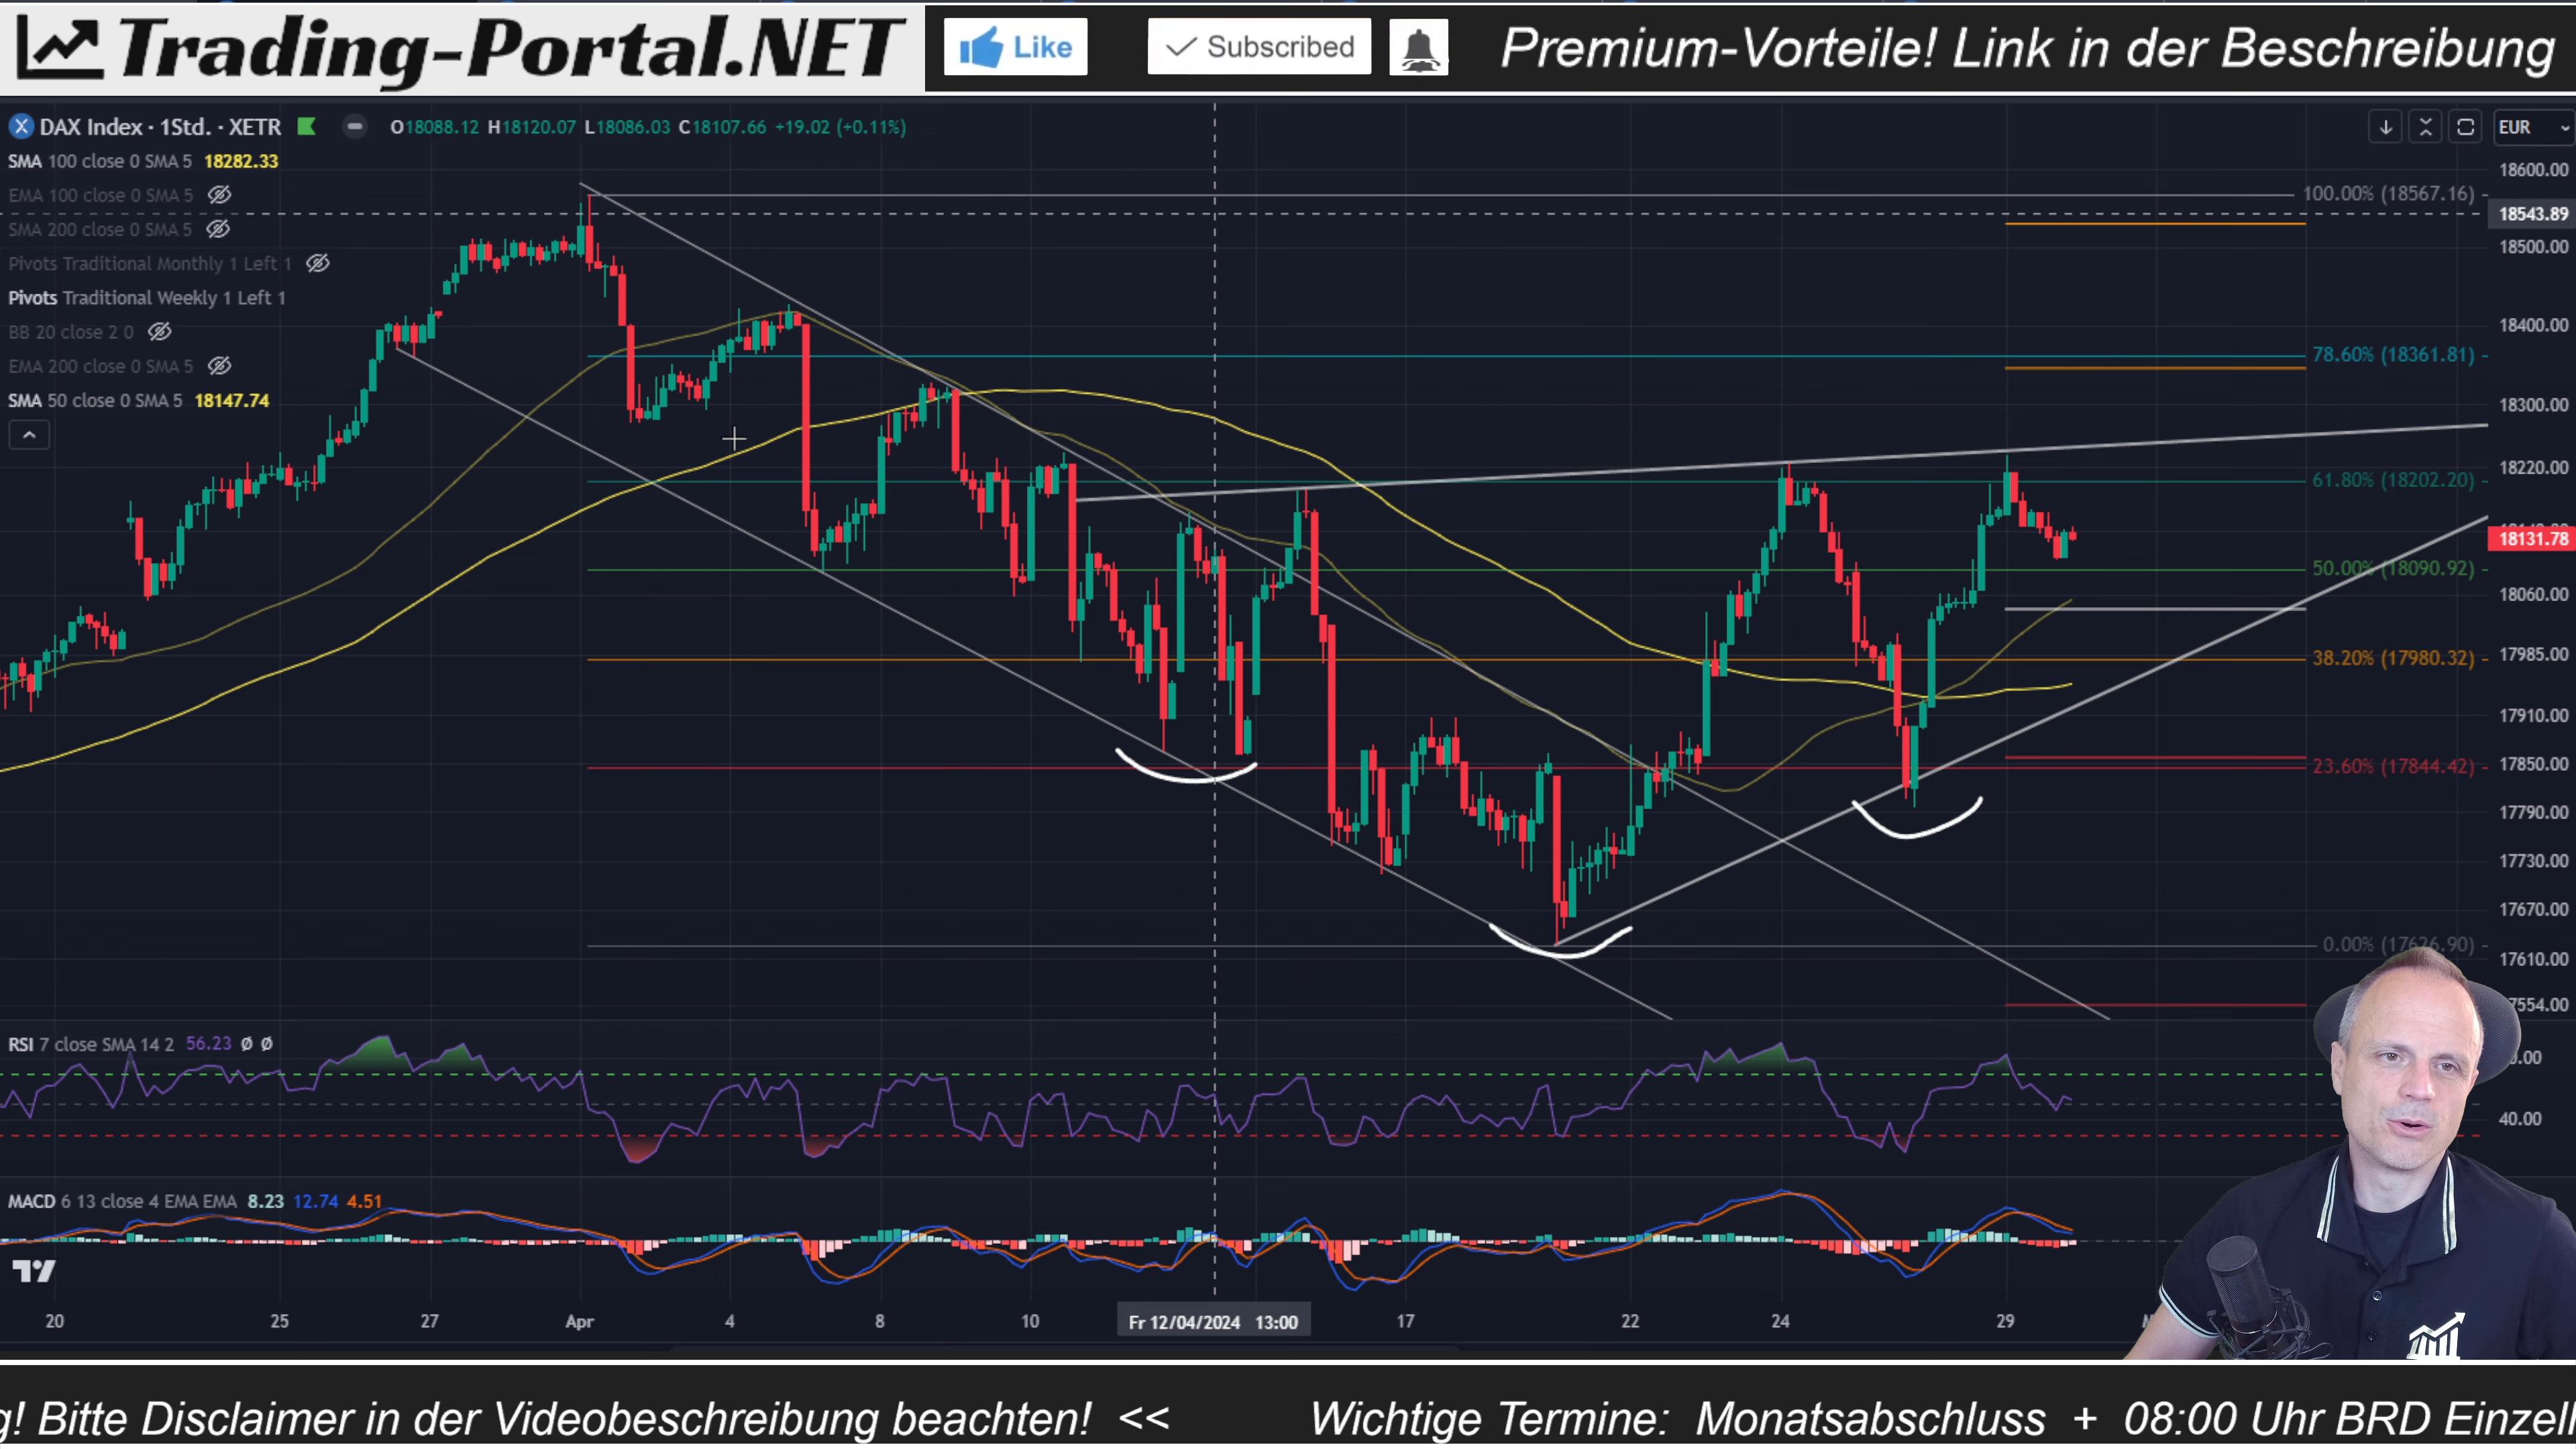 Trading-Portal.NET
Like
Subscribed
Premium-Vorteile! Link in der Beschreibung
DAX Index · 1Std. · XETR
O18088.12 H18120.07 L18086.03 C18107.66 +19.02 (+0.11%)
EUR
SMA 100 close 0 SMA 5 18282.33
EMA 100 close 0 SMA 5
SMA 200 close 0 SMA 5
Pivots Traditional Monthly 1 Left 1
Pivots Traditional Weekly 1 Left 1
BB 20 close 2 0
EMA 200 close 0 SMA 5
SMA 50 close 0 SMA 5 18147.74
100.00% (18567.16)
78.60% (18361.81)
61.80% (18202.20)
50.00% (18090.92)
38.20% (17980.32)
23.60% (17844.42)
0.00% (17626.90)
18600.00
18543.89
18500.00
18400.00
18300.00
18220.00
18131.78
18060.00
17985.00
17910.00
17850.00
17790.00
17730.00
17670.00
17610.00
7554.00
RSI 7 close SMA 14 2 56.23 Ø Ø
40.00
MACD 6 13 close 4 EMA EMA 8.23 12.74 4.51
20 25 27 Apr 4 8 10 Fr 12/04/2024 13:00 17 22 24 29
g! Bitte Disclaimer in der Videobeschreibung beachten! << Wichtige Termine: Monatsabschluss + 08:00 Uhr BRD Einzel